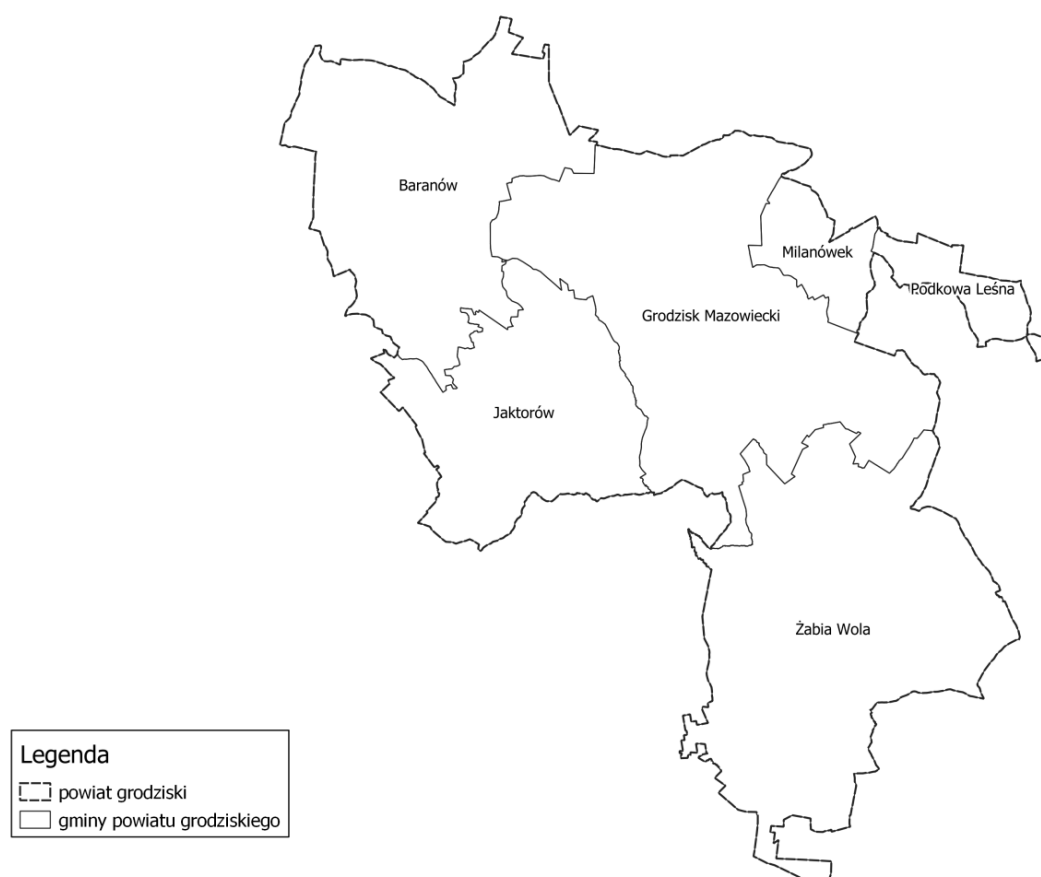 Baranów
Milanówek
Podkowa Leśna
Grodzisk Mazowiecki
Jaktorów
Żabia Wola
Legenda
powiat grodziski
gminy powiatu grodziskiego